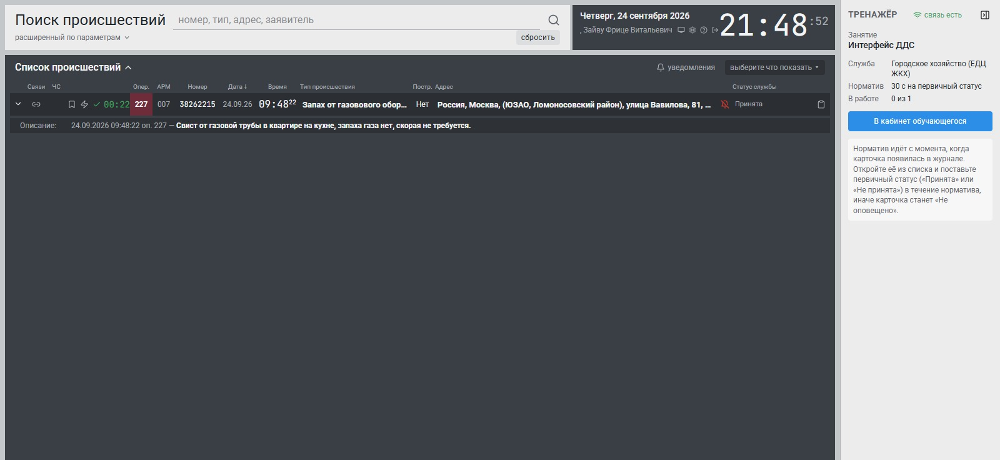 Поиск происшествий
номер, тип, адрес, заявитель
расширенный по параметрам
сбросить
Четверг, 24 сентября 2026
, Зайву Фрице Витальевич
21:48:52
Список происшествий
уведомления
выберите что показать
Связи ЧС Опер. АРМ Номер Дата ↓ Время Тип происшествия Постр. Адрес Статус службы
00:22 227 007 38262215 24.09.26 09:48 22 Запах от газовового обор... Нет Россия, Москва, (ЮЗАО, Ломоносовский район), улица Вавилова, 81, ... Принята
Описание: 24.09.2026 09:48:22 оп. 227 — Свист от газовой трубы в квартире на кухне, запаха газа нет, скорая не требуется.
ТРЕНАЖЁР
связь есть
Занятие
Интерфейс ДДС
Служба Городское хозяйство (ЕДЦ
ЖКХ)
Норматив 30 с на первичный статус
В работе 0 из 1
В кабинет обучающегося
Норматив идёт с момента, когда
карточка появилась в журнале.
Откройте её из списка и поставьте
первичный статус («Принята» или
«Не принята») в течение норматива,
иначе карточка станет «Не
оповещено».